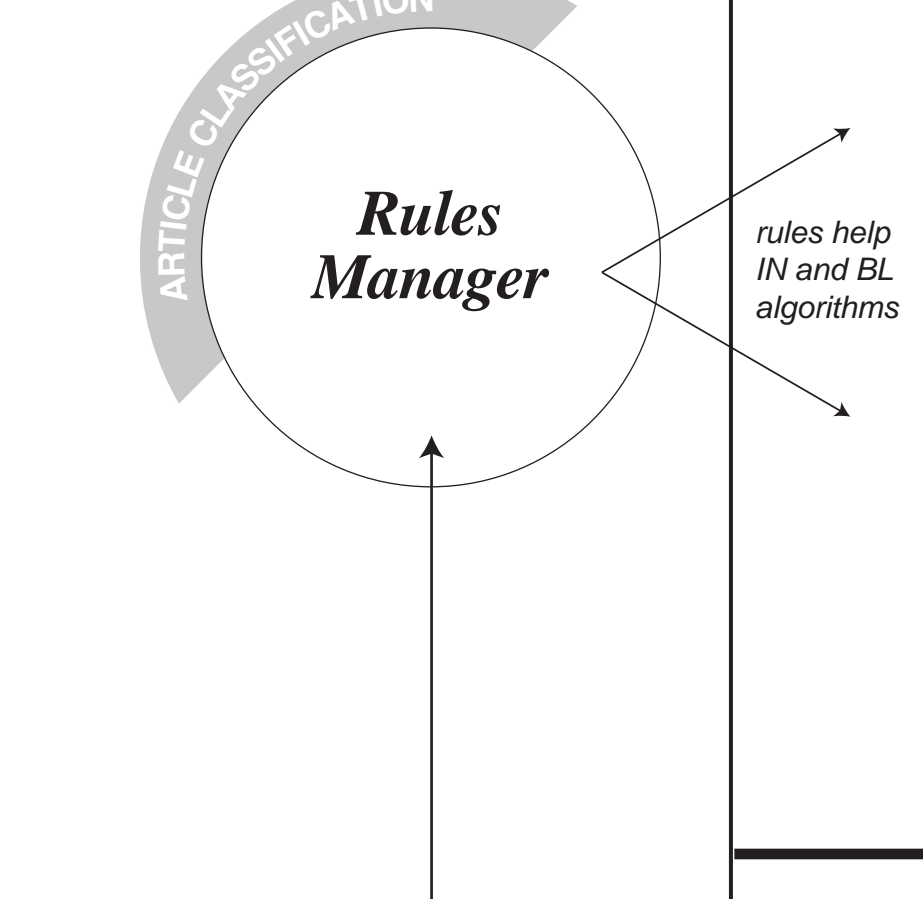 ARTICLE CLASSIFICATION
Rules
Manager
rules help
IN and BL
algorithms